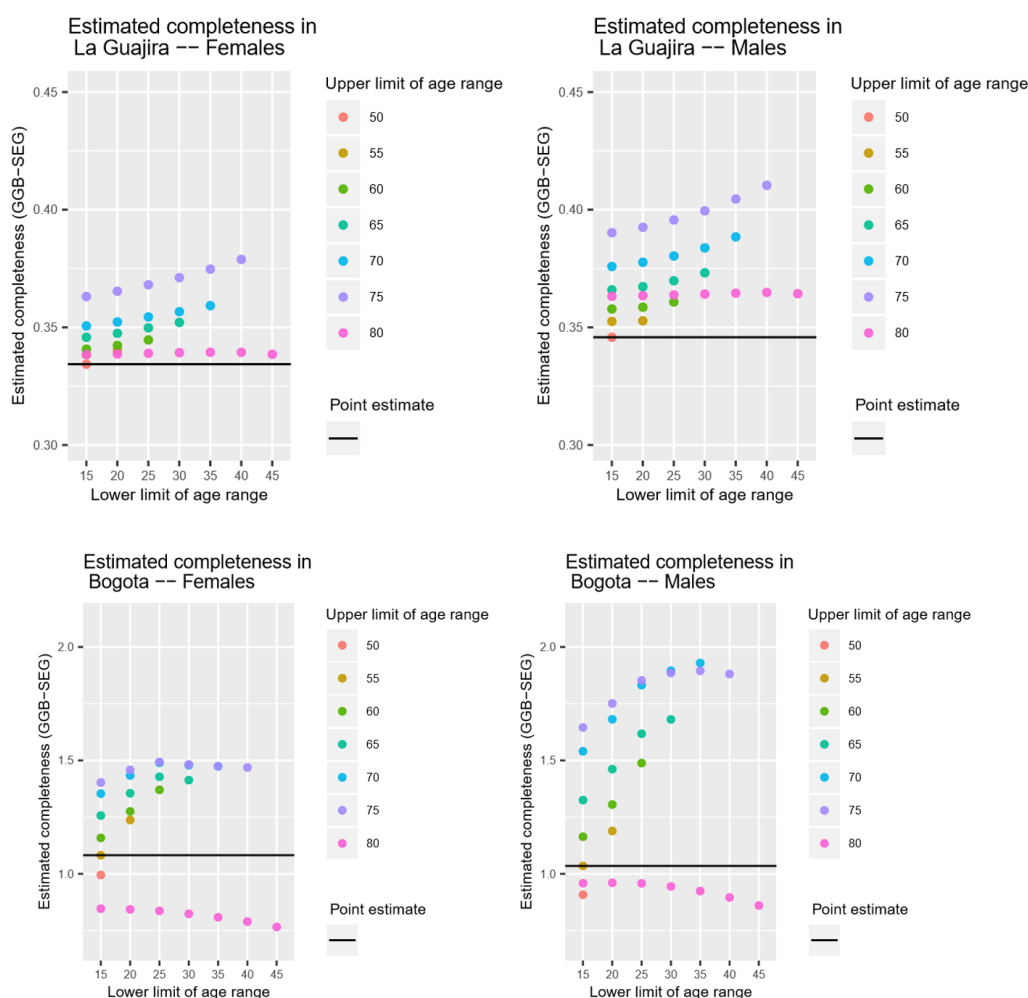 Estimated completeness in
La Guajira −− Females
Estimated completeness (GGB−SEG)
0.45
0.40
0.35
0.30
15 20 25 30 35 40 45
Lower limit of age range
Upper limit of age range
50
55
60
65
70
75
80
Point estimate
Estimated completeness in
La Guajira −− Males
Estimated completeness (GGB−SEG)
0.45
0.40
0.35
0.30
15 20 25 30 35 40 45
Lower limit of age range
Upper limit of age range
50
55
60
65
70
75
80
Point estimate
Estimated completeness in
Bogota −− Females
Estimated completeness (GGB−SEG)
2.0
1.5
1.0
15 20 25 30 35 40 45
Lower limit of age range
Upper limit of age range
50
55
60
65
70
75
80
Point estimate
Estimated completeness in
Bogota −− Males
Estimated completeness (GGB−SEG)
2.0
1.5
1.0
15 20 25 30 35 40 45
Lower limit of age range
Upper limit of age range
50
55
60
65
70
75
80
Point estimate